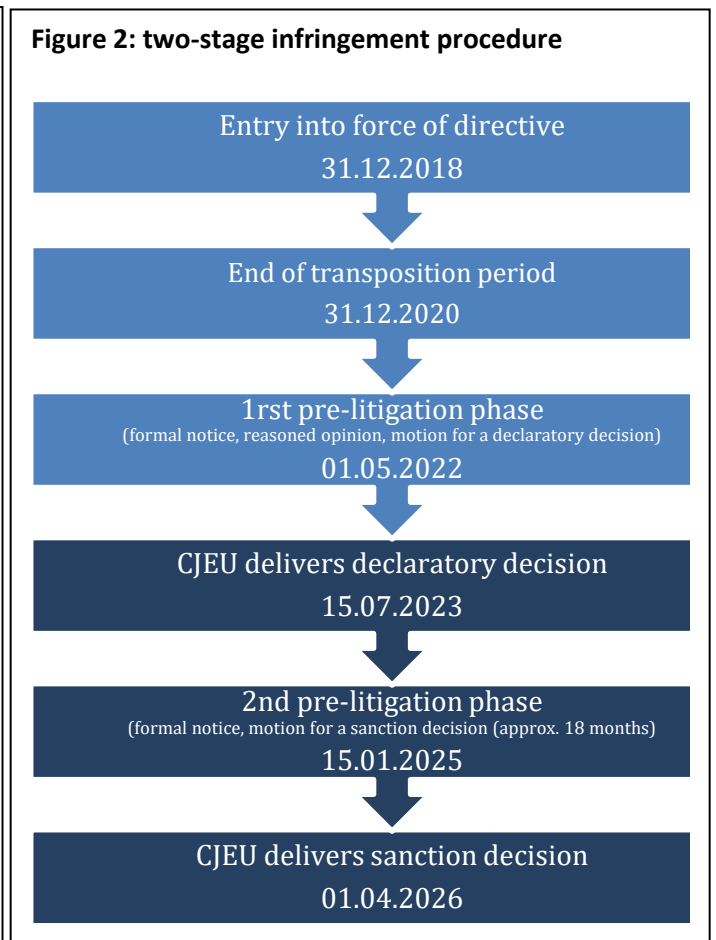 Figure 2: two-stage infringement procedure
Entry into force of directive
31.12.2018
End of transposition period
31.12.2020
1rst pre-litigation phase
(formal notice, reasoned opinion, motion for a declaratory decision)
01.05.2022
CJEU delivers declaratory decision
15.07.2023
2nd pre-litigation phase
(formal notice, motion for a sanction decision (approx. 18 months)
15.01.2025
CJEU delivers sanction decision
01.04.2026